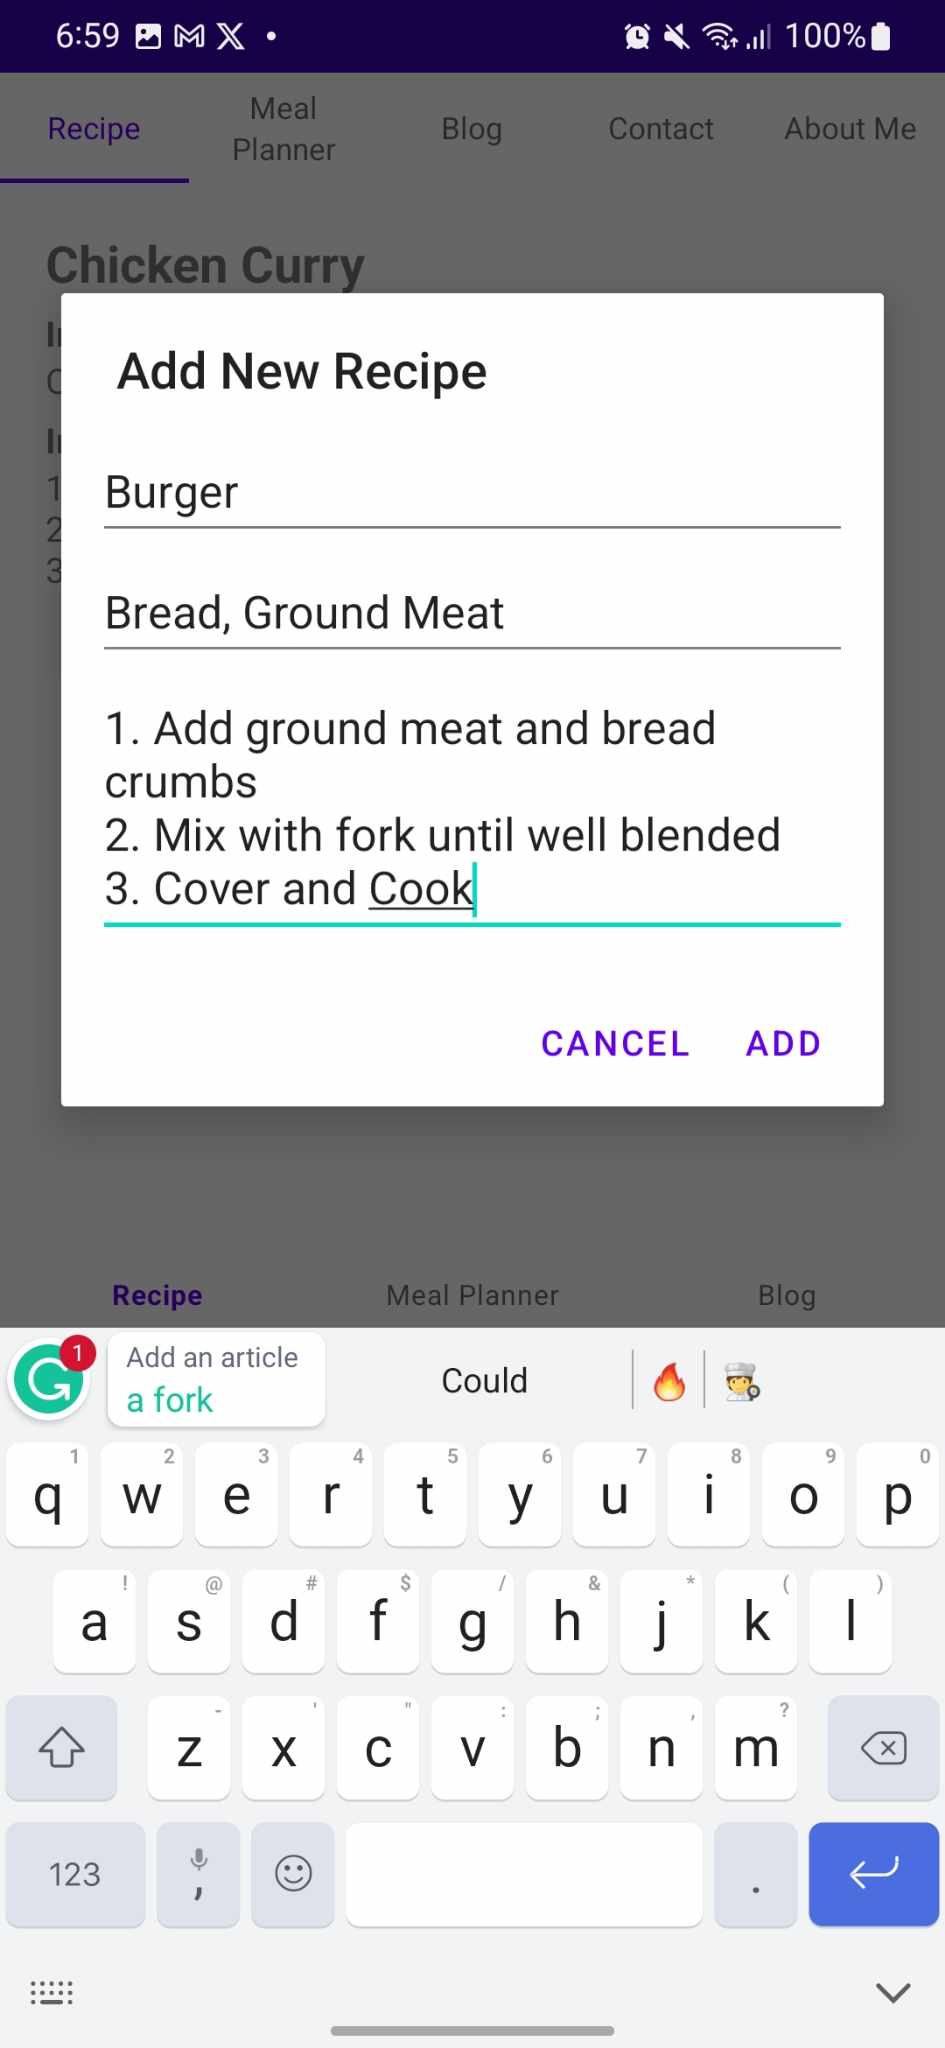 6:59 100%
Recipe Meal Planner Blog Contact About Me
Chicken Curry
Add New Recipe
Burger
Bread, Ground Meat
1. Add ground meat and bread
crumbs
2. Mix with fork until well blended
3. Cover and Cook
CANCEL ADD
Recipe Meal Planner Blog
1
Add an article
a fork
Could
1 2 3 4 5 6 7 8 9 0
q w e r t y u i o p
! @ # $ / & * ( )
a s d f g h j k l
- ' " : ; , ?
z x c v b n m
123 , .